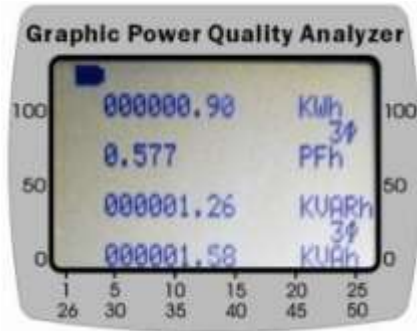 Graphic Power Quality Analyzer
000000.90 KWh
3φ
0.577 PFh
000001.26 KVARh
3φ
000001.58 KVAh
100 100
50 50
0 0
1 5 10 15 20 25
26 30 35 40 45 50